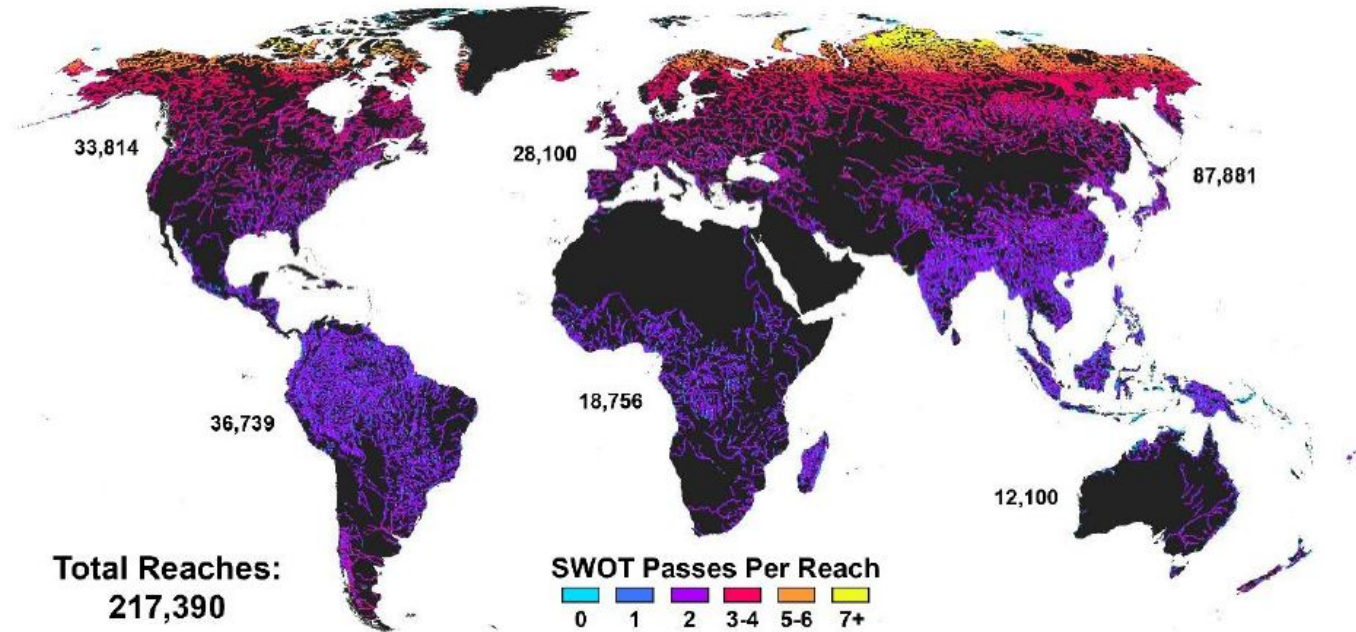 33,814
28,100
87,881
36,739
18,756
12,100
Total Reaches:
217,390
SWOT Passes Per Reach
0 1 2 3-4 5-6 7+